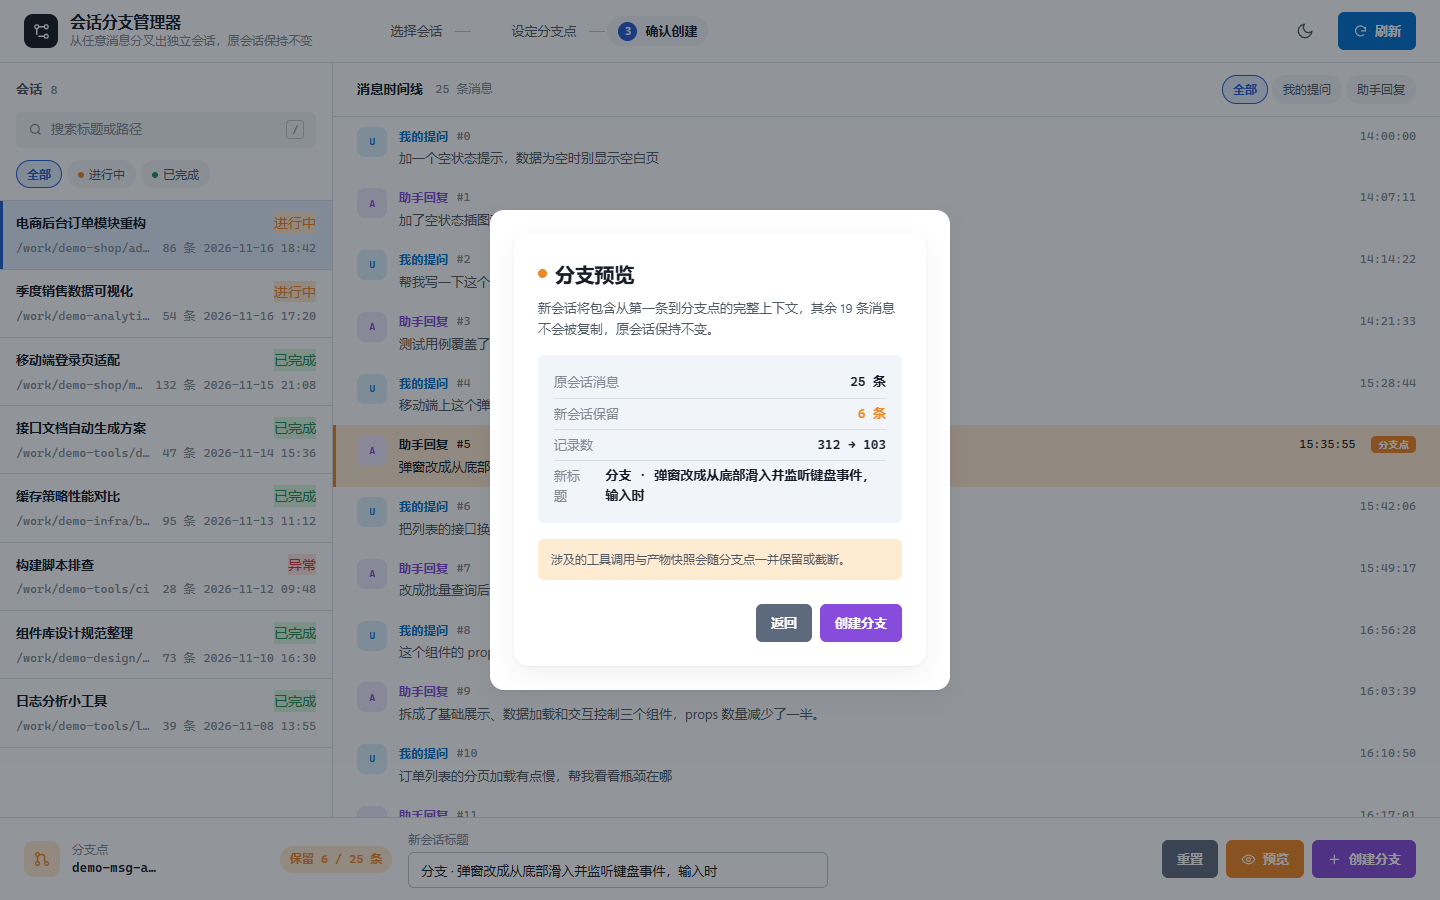 会话分支管理器
从任意消息分叉出独立会话，原会话保持不变
选择会话
设定分支点
3 确认创建
刷新
会话 8
搜索标题或路径 /
全部 进行中 已完成
电商后台订单模块重构 进行中
/work/demo-shop/ad… 86 条 2026-11-16 18:42
季度销售数据可视化 进行中
/work/demo-analyti… 54 条 2026-11-16 17:20
移动端登录页适配 已完成
/work/demo-shop/m… 132 条 2026-11-15 21:08
接口文档自动生成方案 已完成
/work/demo-tools/d… 47 条 2026-11-14 15:36
缓存策略性能对比 已完成
/work/demo-infra/b… 95 条 2026-11-13 11:12
构建脚本排查 异常
/work/demo-tools/ci 28 条 2026-11-12 09:48
组件库设计规范整理 已完成
/work/demo-design/… 73 条 2026-11-10 16:30
日志分析小工具 已完成
/work/demo-tools/l… 39 条 2026-11-08 13:55
消息时间线 25 条消息
全部 我的提问 助手回复
U 我的提问 #0 14:00:00
加一个空状态提示，数据为空时别显示空白页
A 助手回复 #1 14:07:11
加了空状态插图
U 我的提问 #2 14:14:22
帮我写一下这个
A 助手回复 #3 14:21:33
测试用例覆盖了
U 我的提问 #4 15:28:44
移动端上这个弹
A 助手回复 #5 15:35:55 分支点
弹窗改成从底部
U 我的提问 #6 15:42:06
把列表的接口换
A 助手回复 #7 15:49:17
改成批量查询后
U 我的提问 #8 16:56:28
这个组件的 prop
A 助手回复 #9 16:03:39
拆成了基础展示、数据加载和交互控制三个组件，props 数量减少了一半。
U 我的提问 #10 16:10:50
订单列表的分页加载有点慢，帮我看看瓶颈在哪
A 助手回复 #11 16:17:01
分支预览
新会话将包含从第一条到分支点的完整上下文，其余 19 条消息
不会被复制，原会话保持不变。
原会话消息 25 条
新会话保留 6 条
记录数 312 → 103
新标题 分支 · 弹窗改成从底部滑入并监听键盘事件，
输入时
涉及的工具调用与产物快照会随分支点一并保留或截断。
返回 创建分支
分支点
demo-msg-a…
保留 6 / 25 条
新会话标题
分支 · 弹窗改成从底部滑入并监听键盘事件，输入时
重置 预览 创建分支